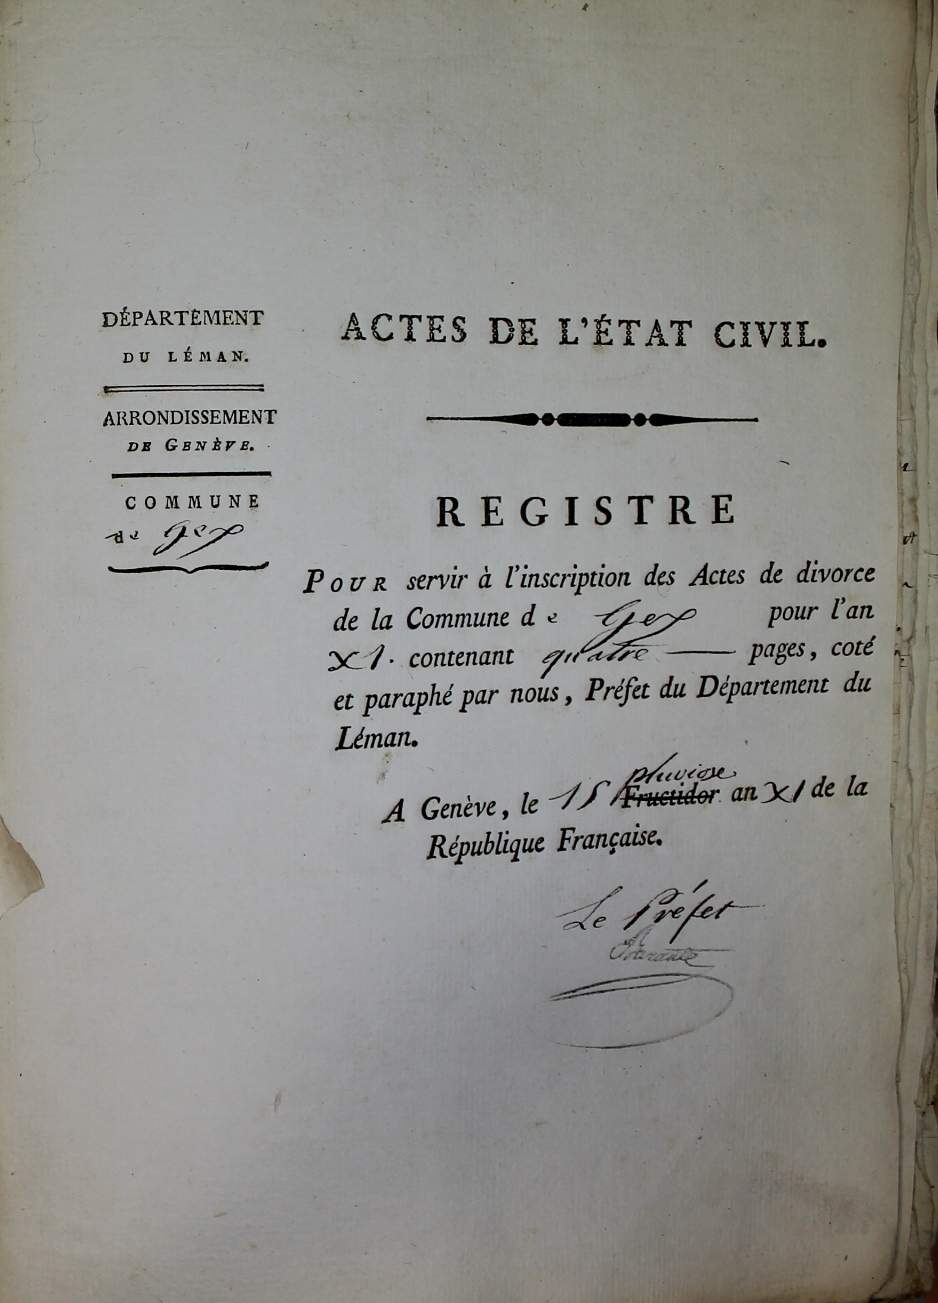 DÉPARTEMENT
DU LÉMAN.
ARRONDISSEMENT
DE GENÈVE.
COMMUNE
de Gex
ACTES DE L'ÉTAT CIVIL.
REGISTRE
POUR servir à l'inscription des Actes de divorce
de la Commune de Gex pour l'an
XI. contenant quatre pages, coté
et paraphé par nous, Préfet du Département du
Léman.
pluviose
A Genève, le 15 Fructidor an XI de la
République Française.
Le Préfet
Barante